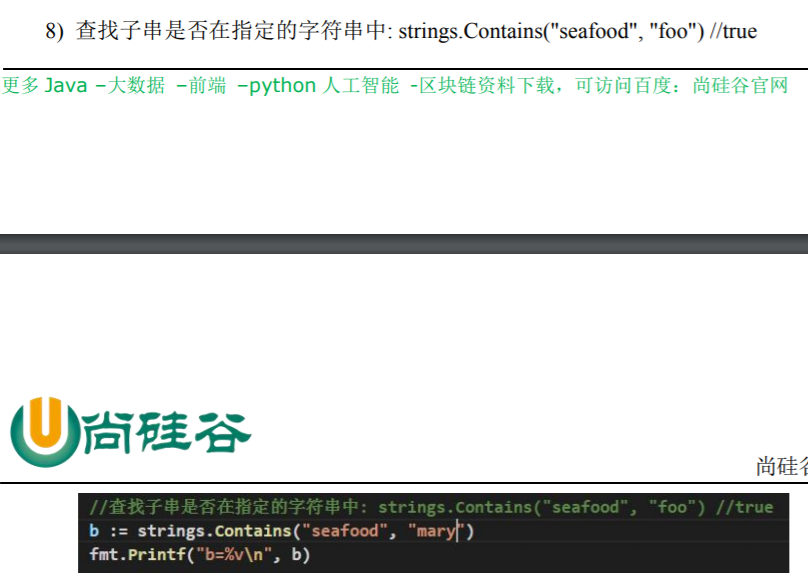 8) 查找子串是否在指定的字符串中: strings.Contains("seafood", "foo") //true
更多 Java –大数据 –前端 –python 人工智能 -区块链资料下载，可访问百度：尚硅谷官网
尚硅谷
尚硅谷
//查找子串是否在指定的字符串中: strings.Contains("seafood", "foo") //true
b := strings.Contains("seafood", "mary")
fmt.Printf("b=%v\n", b)